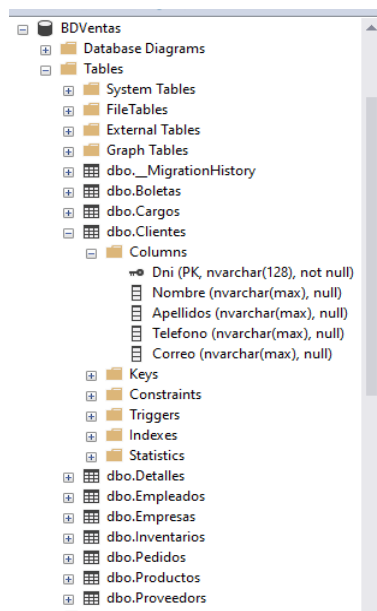 BDVentas
Database Diagrams
Tables
System Tables
FileTables
External Tables
Graph Tables
dbo.__MigrationHistory
dbo.Boletas
dbo.Cargos
dbo.Clientes
Columns
Dni (PK, nvarchar(128), not null)
Nombre (nvarchar(max), null)
Apellidos (nvarchar(max), null)
Telefono (nvarchar(max), null)
Correo (nvarchar(max), null)
Keys
Constraints
Triggers
Indexes
Statistics
dbo.Detalles
dbo.Empleados
dbo.Empresas
dbo.Inventarios
dbo.Pedidos
dbo.Productos
dbo.Proveedors